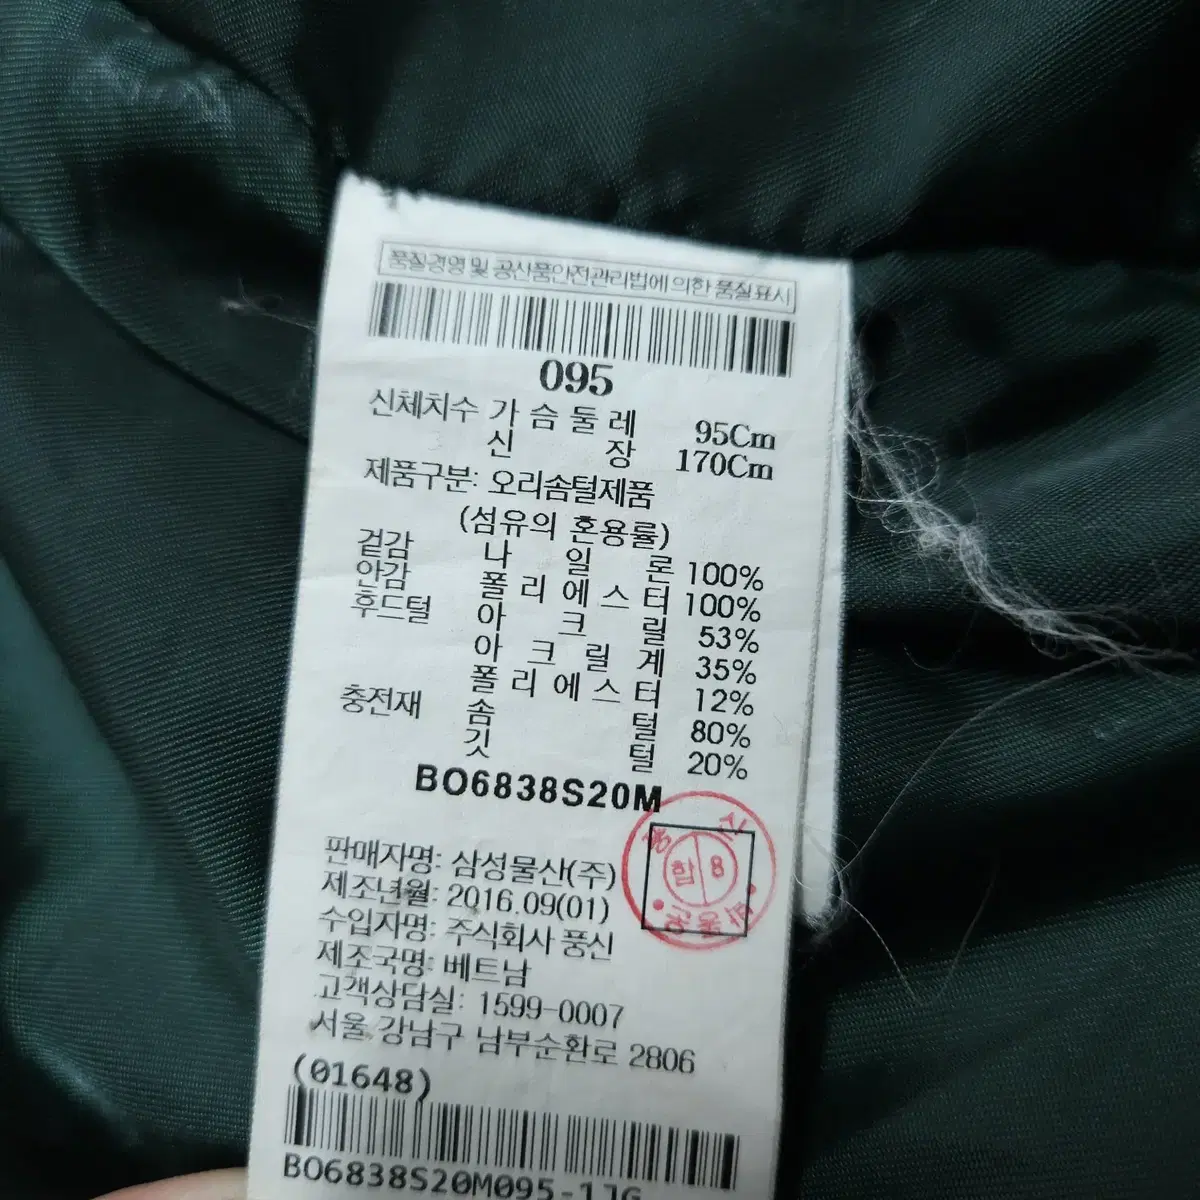 품질경영 및 공산품안전관리법에 의한 품질표시
095
신체치수 가슴둘레 95Cm
신장 170Cm
제품구분: 오리솜털제품
(섬유의 혼용률)
겉감 나일론 100%
안감 폴리에스터 100%
후드털 아크릴 53%
아크릴계 35%
폴리에스터 12%
충전재 솜털 80%
깃털 20%
BO6838S20M
합 8
판매자명: 삼성물산(주)
제조년월: 2016.09(01)
수입자명: 주식회사 풍신
제조국명: 베트남
고객상담실: 1599-0007
서울 강남구 남부순환로 2806
(01648)
BO6838S20M095-1JG